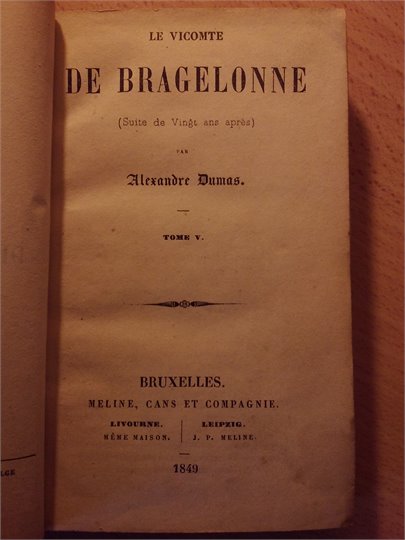 LE VICOMTE
DE BRAGELONNE
(Suite de Vingt ans après)
PAR
Alexandre Dumas.
TOME V.
BRUXELLES.
MELINE, CANS ET COMPAGNIE.
LIVOURNE.
MÊME MAISON.
LEIPZIG.
J. P. MELINE.
1849